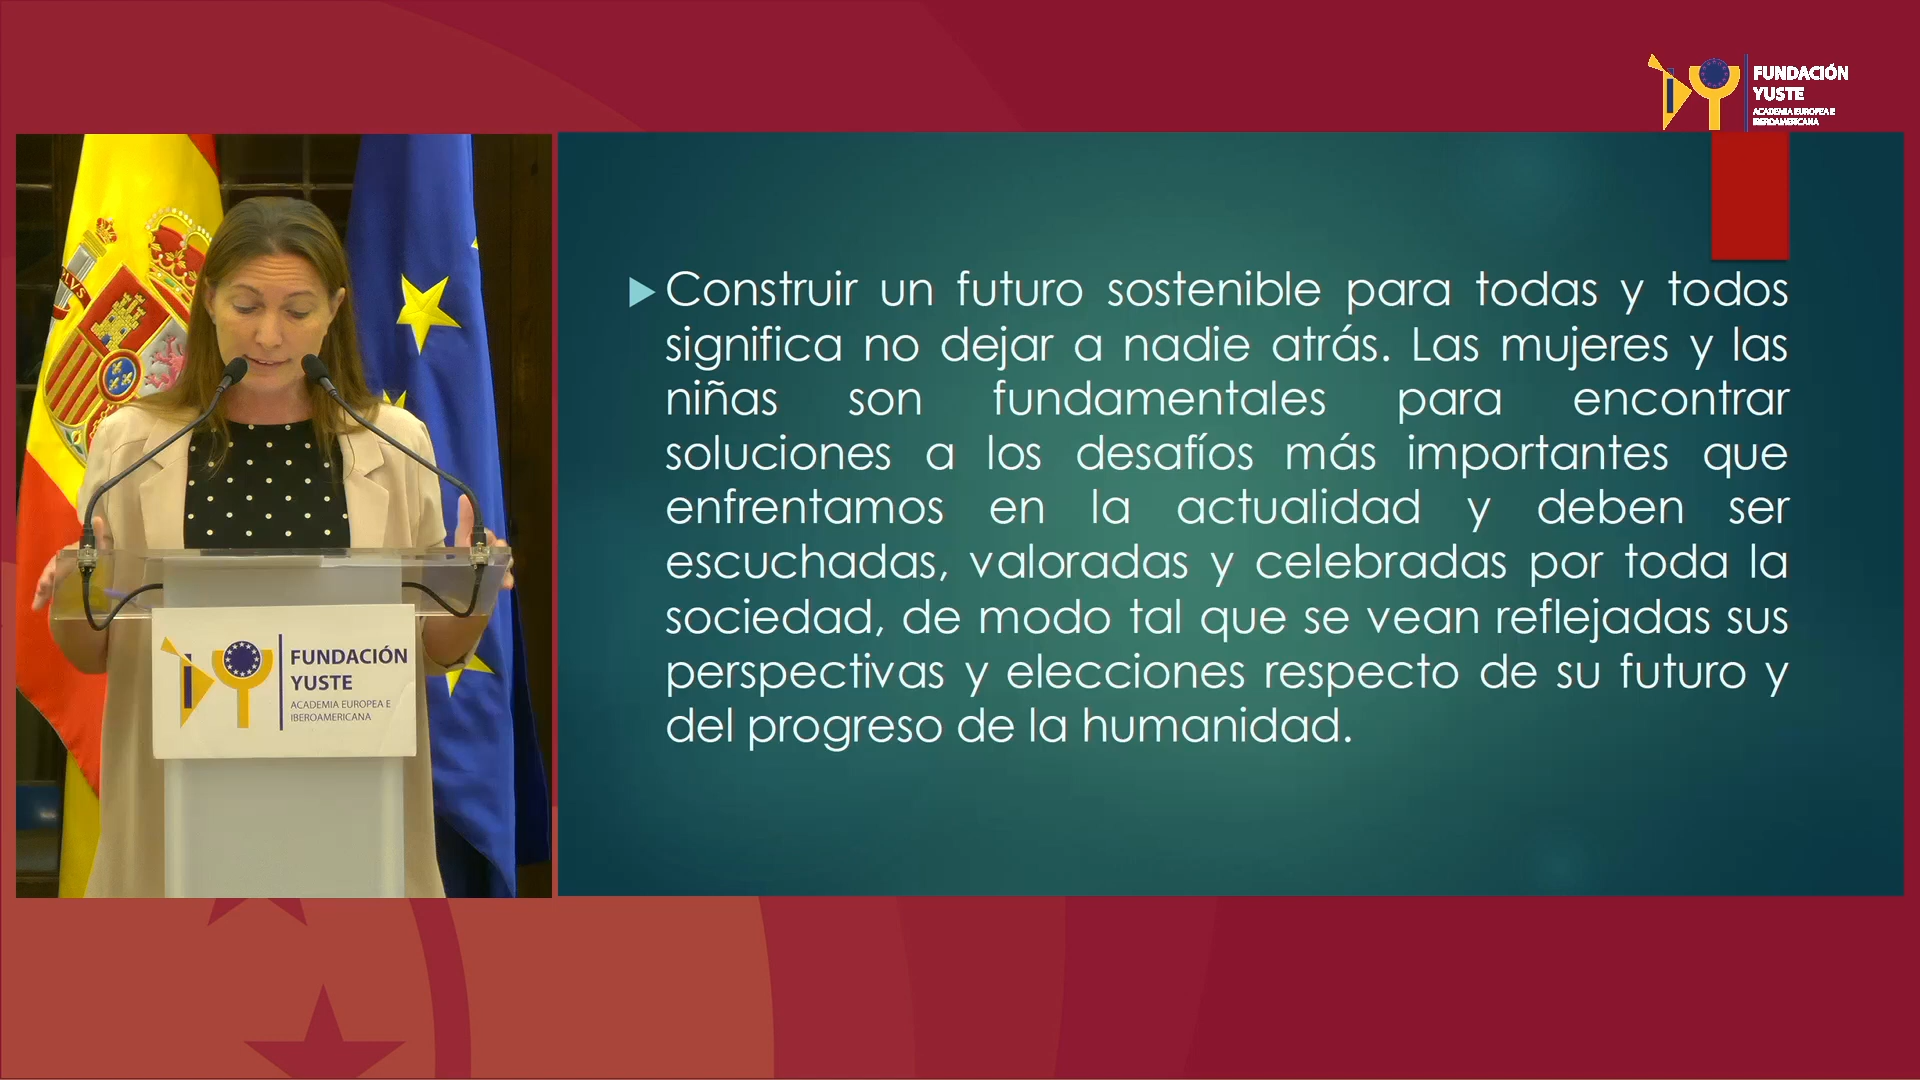 FUNDACIÓN
YUSTE
ACADEMIA EUROPEA E
IBEROAMERICANA
Construir un futuro sostenible para todas y todos
significa no dejar a nadie atrás. Las mujeres y las
niñas son fundamentales para encontrar
soluciones a los desafíos más importantes que
enfrentamos en la actualidad y deben ser
escuchadas, valoradas y celebradas por toda la
sociedad, de modo tal que se vean reflejadas sus
perspectivas y elecciones respecto de su futuro y
del progreso de la humanidad.
FUNDACIÓN
YUSTE
ACADEMIA EUROPEA E
IBEROAMERICANA